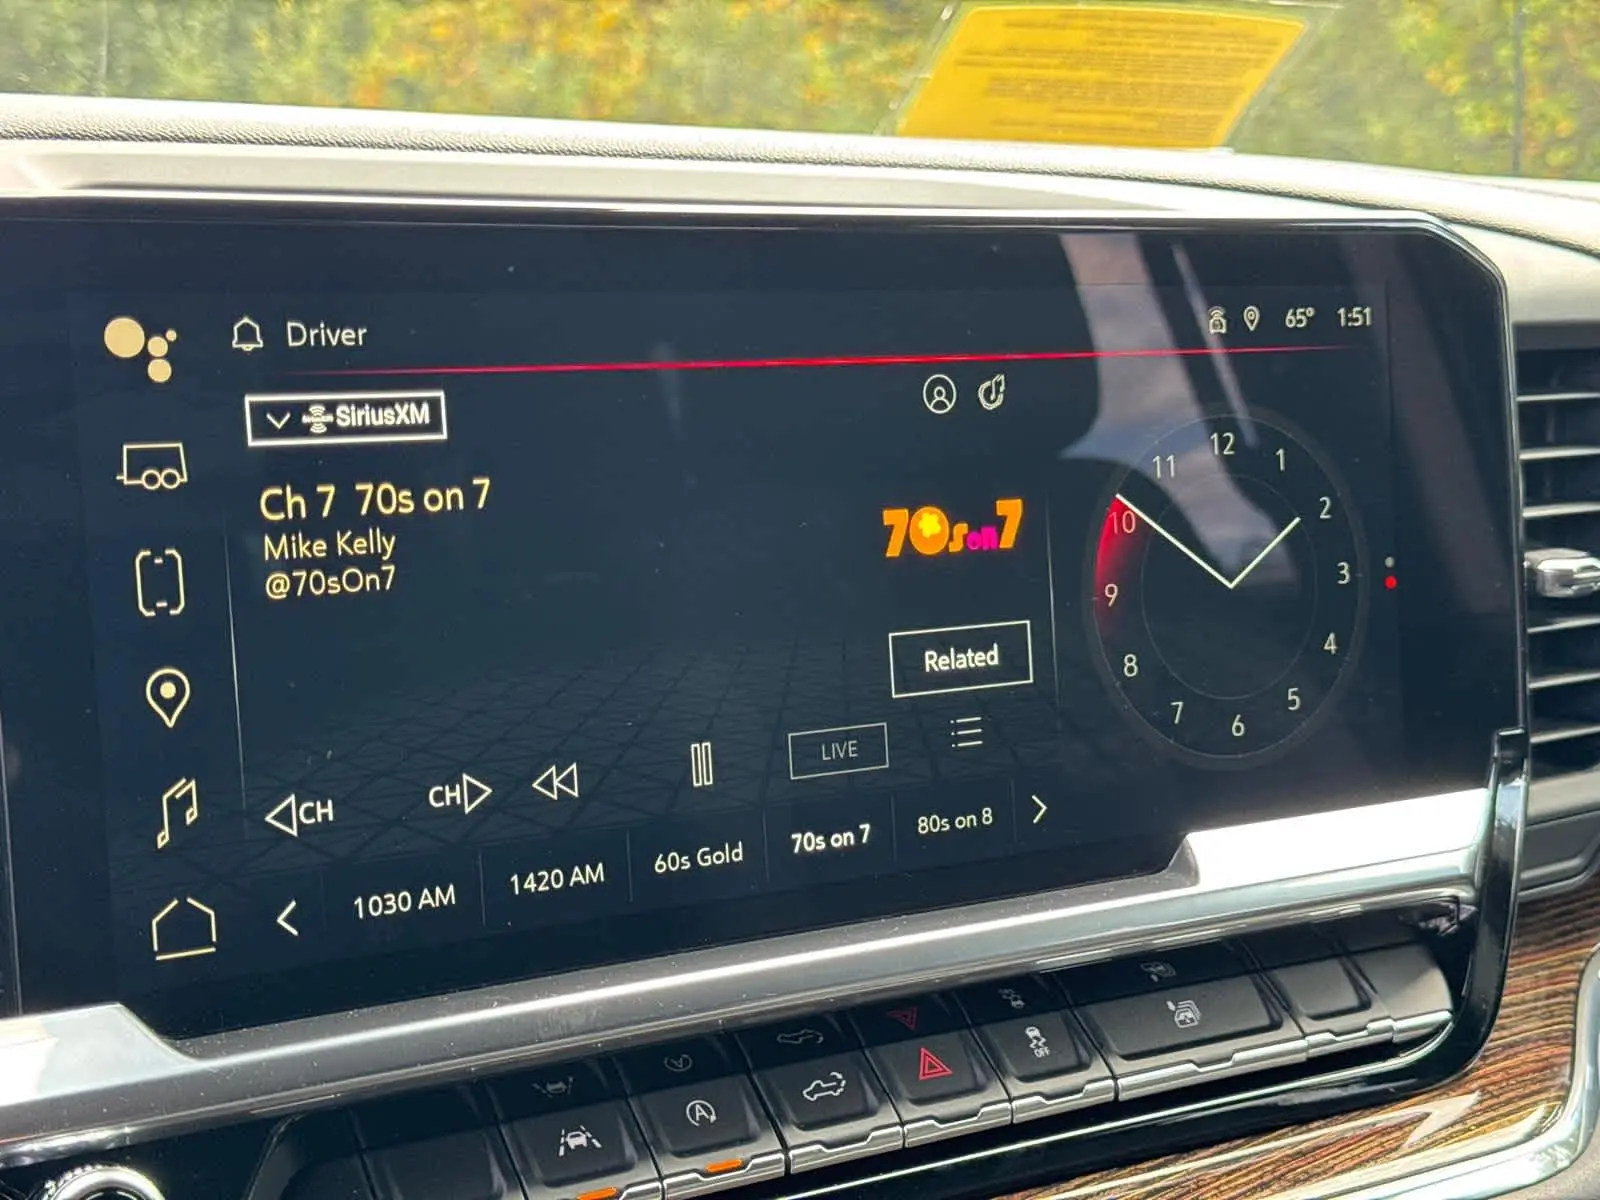 Driver
65° 1:51
SiriusXM
Ch 7 70s on 7
Mike Kelly
@70sOn7
70s on 7
Related
12
1
2
3
4
5
6
7
8
9
10
11
CH
CH
LIVE
1030 AM
1420 AM
60s Gold
70s on 7
80s on 8
A
OFF